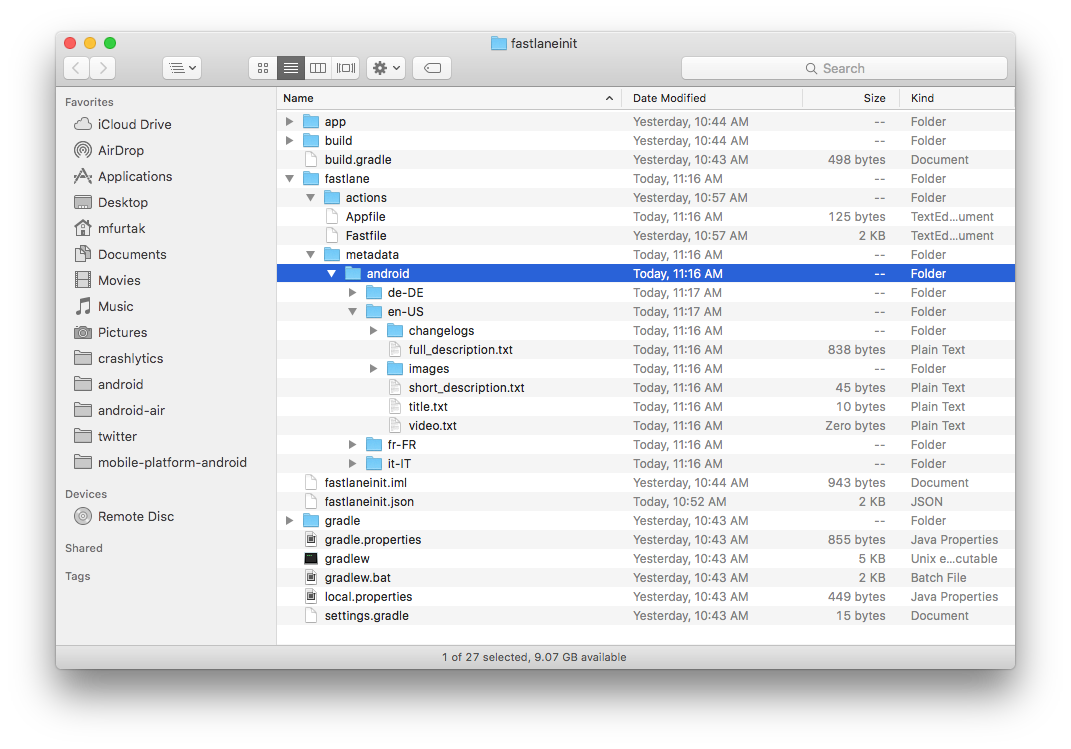 fastlaneinit
Search
Favorites
iCloud Drive
AirDrop
Applications
Desktop
mfurtak
Documents
Movies
Music
Pictures
crashlytics
android
android-air
twitter
mobile-platform-android
Devices
Remote Disc
Shared
Tags
Name Date Modified Size Kind
app Yesterday, 10:44 AM -- Folder
build Yesterday, 10:44 AM -- Folder
build.gradle Yesterday, 10:43 AM 498 bytes Document
fastlane Today, 11:16 AM -- Folder
actions Yesterday, 10:57 AM -- Folder
Appfile Today, 11:16 AM 125 bytes TextEd...ument
Fastfile Yesterday, 10:57 AM 2 KB TextEd...ument
metadata Today, 11:16 AM -- Folder
android Today, 11:16 AM -- Folder
de-DE Today, 11:17 AM -- Folder
en-US Today, 11:17 AM -- Folder
changelogs Today, 11:16 AM -- Folder
full_description.txt Today, 11:16 AM 838 bytes Plain Text
images Today, 11:16 AM -- Folder
short_description.txt Today, 11:16 AM 45 bytes Plain Text
title.txt Today, 11:16 AM 10 bytes Plain Text
video.txt Today, 11:16 AM Zero bytes Plain Text
fr-FR Today, 11:16 AM -- Folder
it-IT Today, 11:16 AM -- Folder
fastlaneinit.iml Yesterday, 10:44 AM 943 bytes Document
fastlaneinit.json Today, 10:52 AM 2 KB JSON
gradle Yesterday, 10:43 AM -- Folder
gradle.properties Yesterday, 10:43 AM 855 bytes Java Properties
gradlew Yesterday, 10:43 AM 5 KB Unix e...cutable
gradlew.bat Yesterday, 10:43 AM 2 KB Batch File
local.properties Yesterday, 10:43 AM 449 bytes Java Properties
settings.gradle Yesterday, 10:43 AM 15 bytes Document
1 of 27 selected, 9.07 GB available